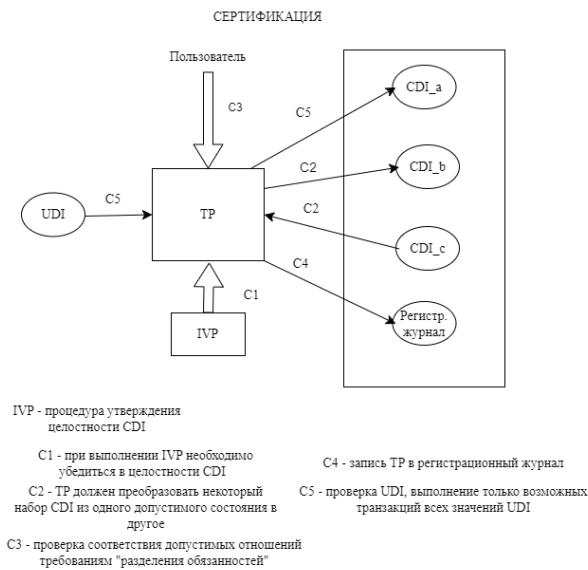 СЕРТИФИКАЦИЯ
Пользователь
C3
C5
CDI_a
C2
CDI_b
C5
UDI
TP
C2
CDI_c
C4
C1
Регистр.
журнал
IVP
IVP - процедура утверждения
целостности CDI
C1 - при выполнении IVP необходимо
убедиться в целостности CDI
C2 - TP должен преобразовать некоторый
набор CDI из одного допустимого состояния в
другое
C3 - проверка соответствия допустимых отношений
требованиям "разделения обязанностей"
C4 - запись TP в регистрационный журнал
C5 - проверка UDI, выполнение только возможных
транзакций всех значений UDI